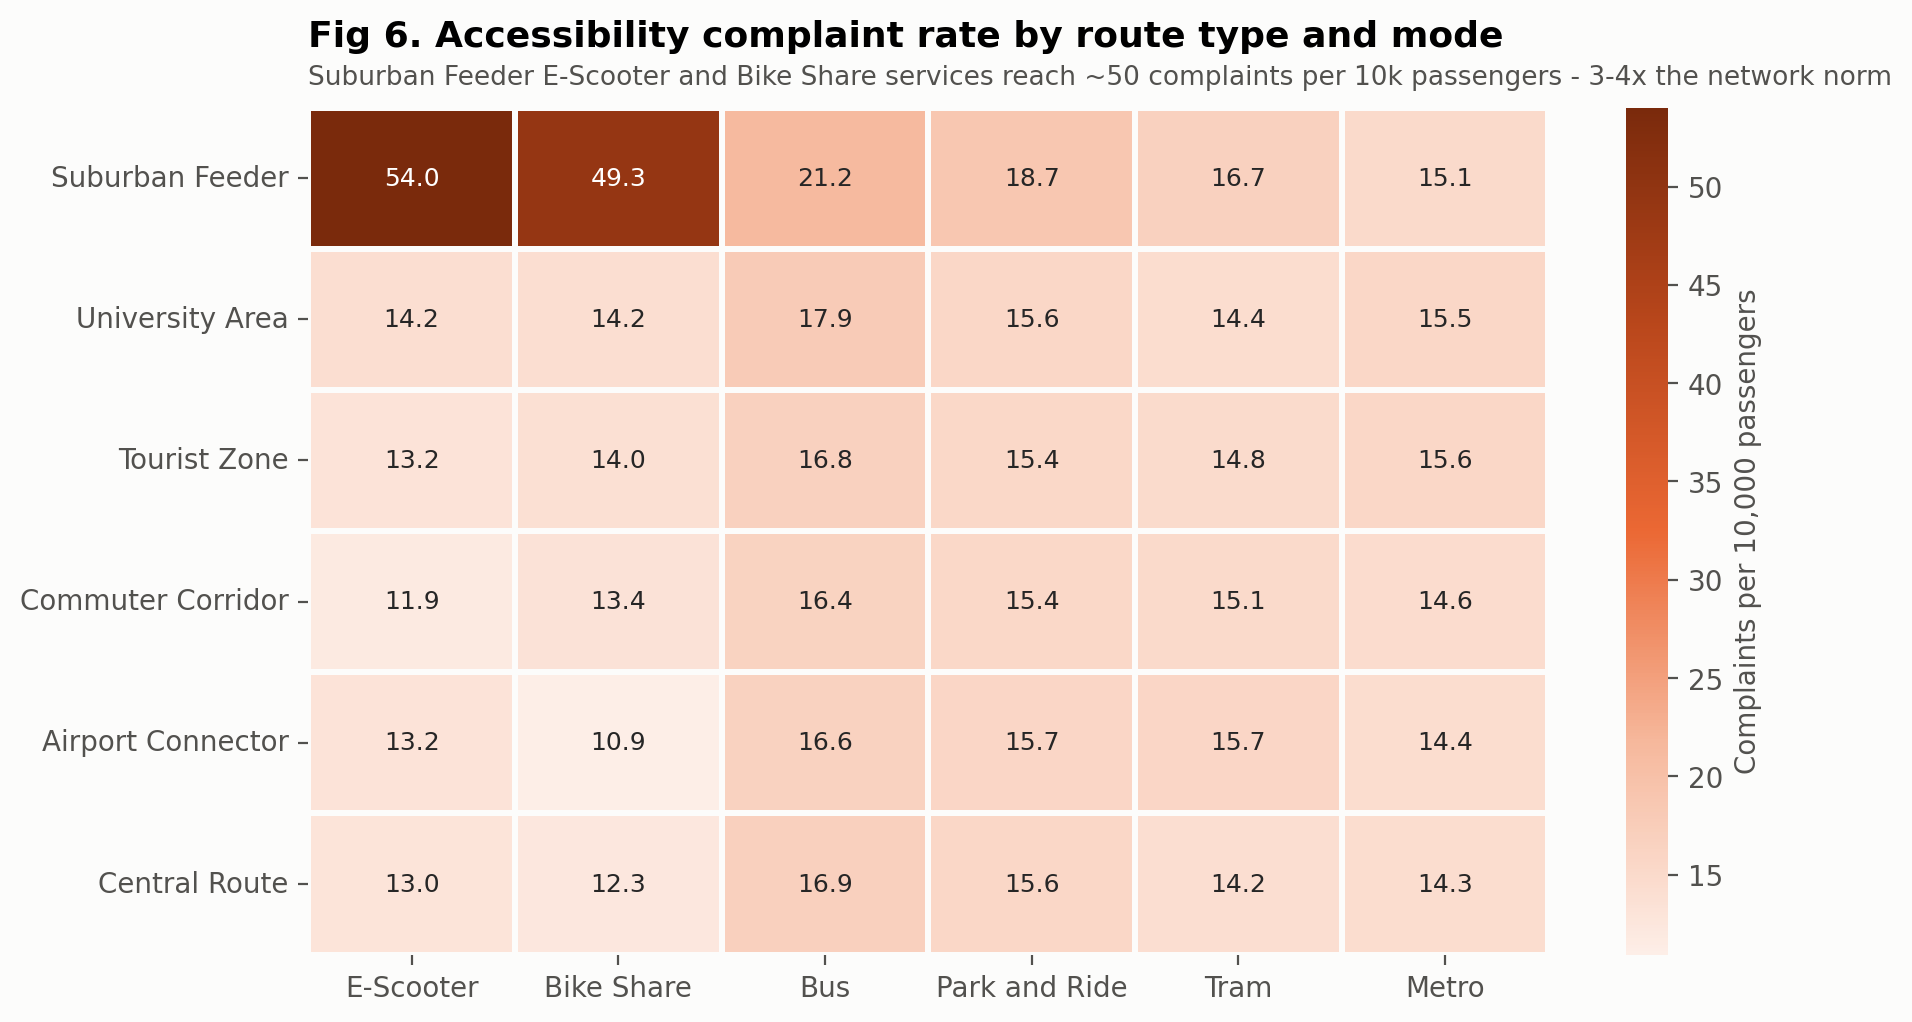 Fig 6. Accessibility complaint rate by route type and mode
Suburban Feeder E-Scooter and Bike Share services reach ~50 complaints per 10k passengers - 3-4x the network norm
Suburban Feeder 54.0 49.3 21.2 18.7 16.7 15.1
University Area 14.2 14.2 17.9 15.6 14.4 15.5
Tourist Zone 13.2 14.0 16.8 15.4 14.8 15.6
Commuter Corridor 11.9 13.4 16.4 15.4 15.1 14.6
Airport Connector 13.2 10.9 16.6 15.7 15.7 14.4
Central Route 13.0 12.3 16.9 15.6 14.2 14.3
E-Scooter Bike Share Bus Park and Ride Tram Metro
50
45
40
35
30
25
20
15
Complaints per 10,000 passengers